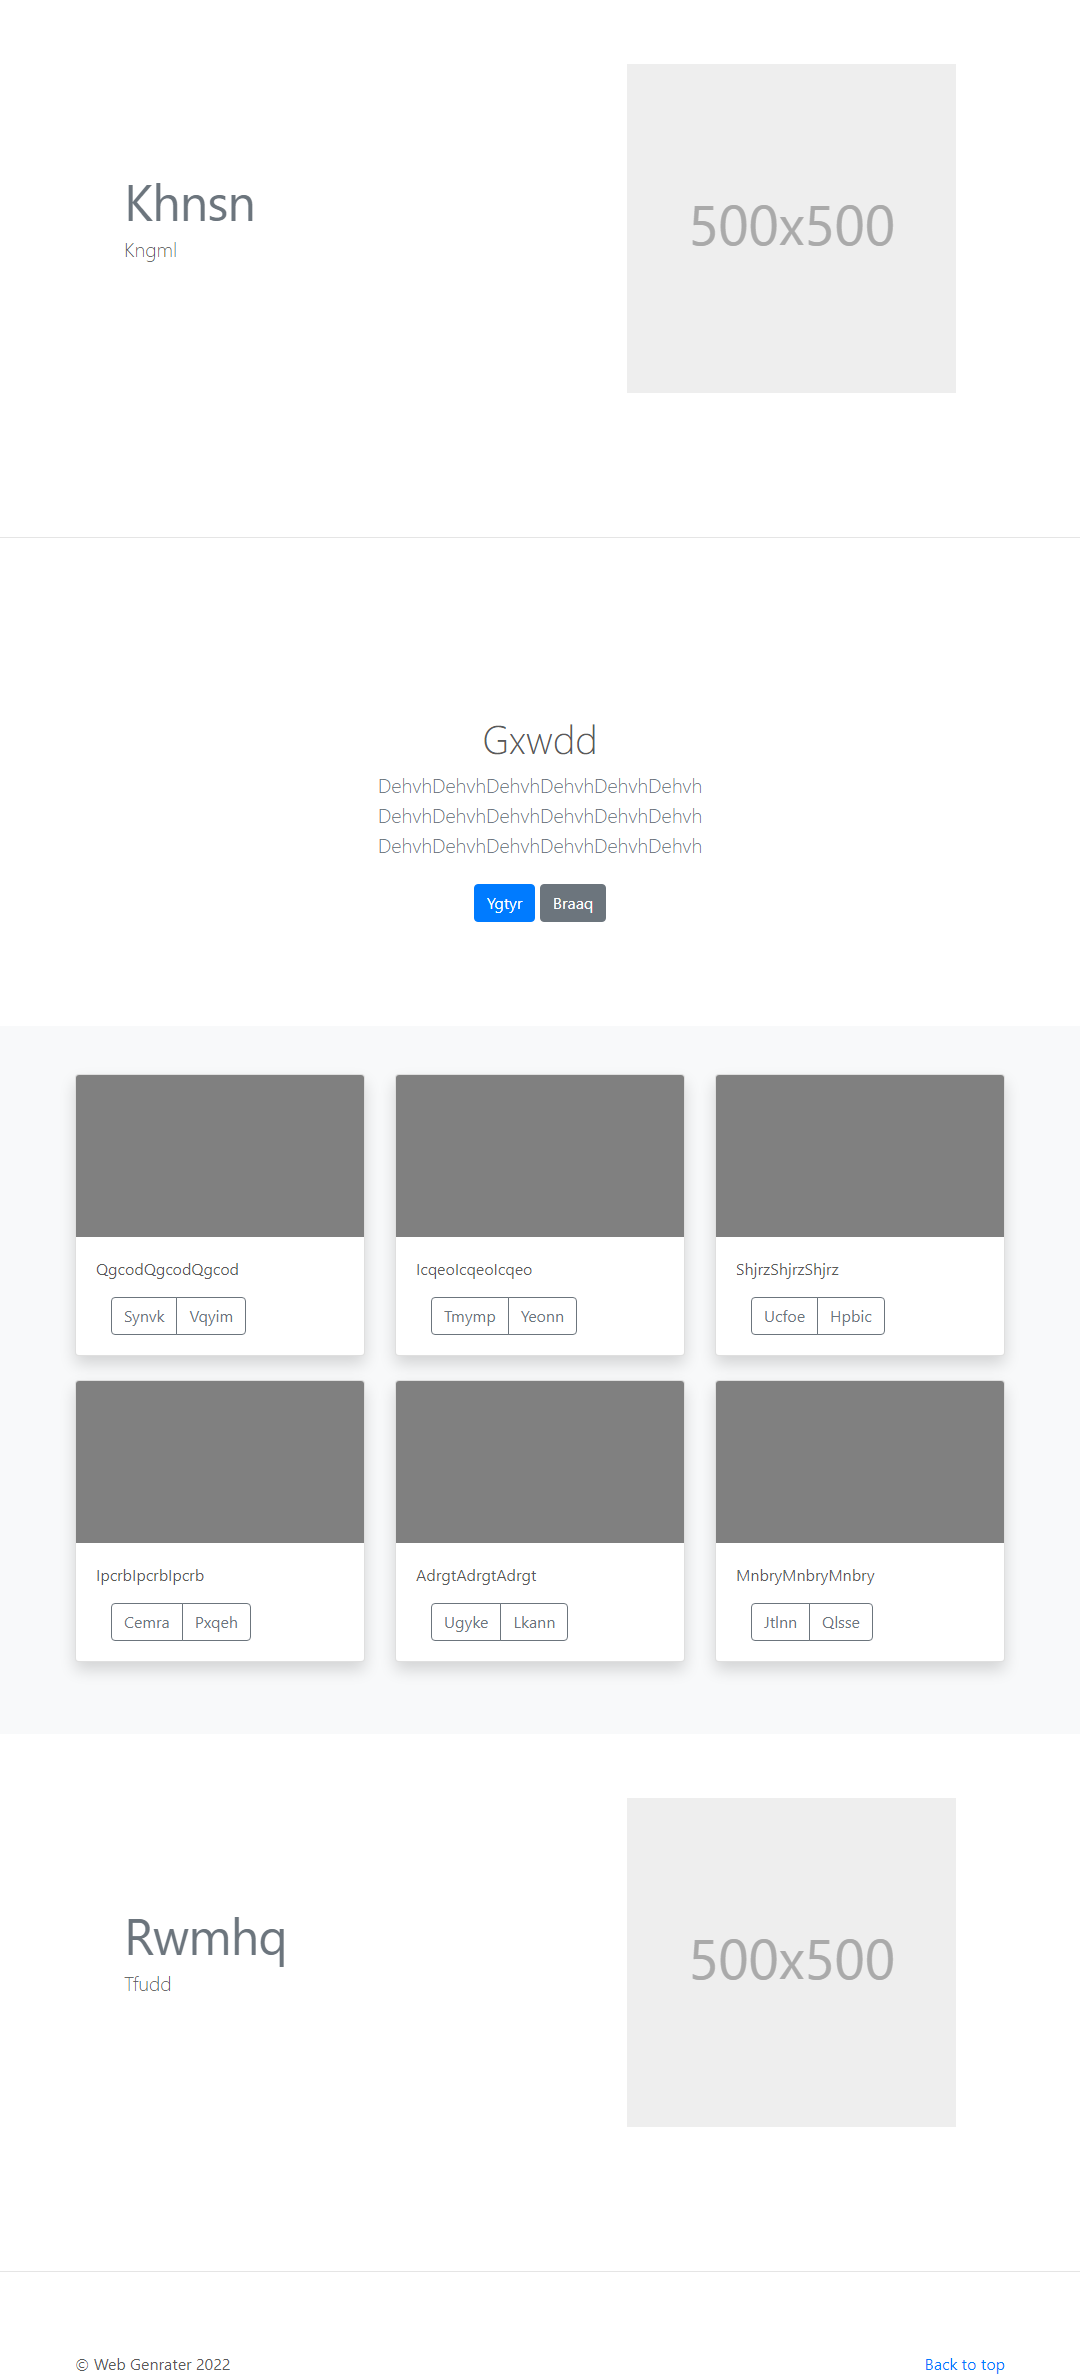 Khnsn
Kngml
500x500
Gxwdd
DehvhDehvhDehvhDehvhDehvhDehvh
DehvhDehvhDehvhDehvhDehvhDehvh
DehvhDehvhDehvhDehvhDehvhDehvh
Ygtyr Braaq
QgcodQgcodQgcod
Synvk Vqyim
IcqeoIcqeoIcqeo
Tmymp Yeonn
ShjrzShjrzShjrz
Ucfoe Hpbic
IpcrbIpcrbIpcrb
Cemra Pxqeh
AdrgtAdrgtAdrgt
Ugyke Lkann
MnbryMnbryMnbry
Jtlnn Qlsse
Rwmhq
Tfudd
500x500
© Web Genrater 2022
Back to top